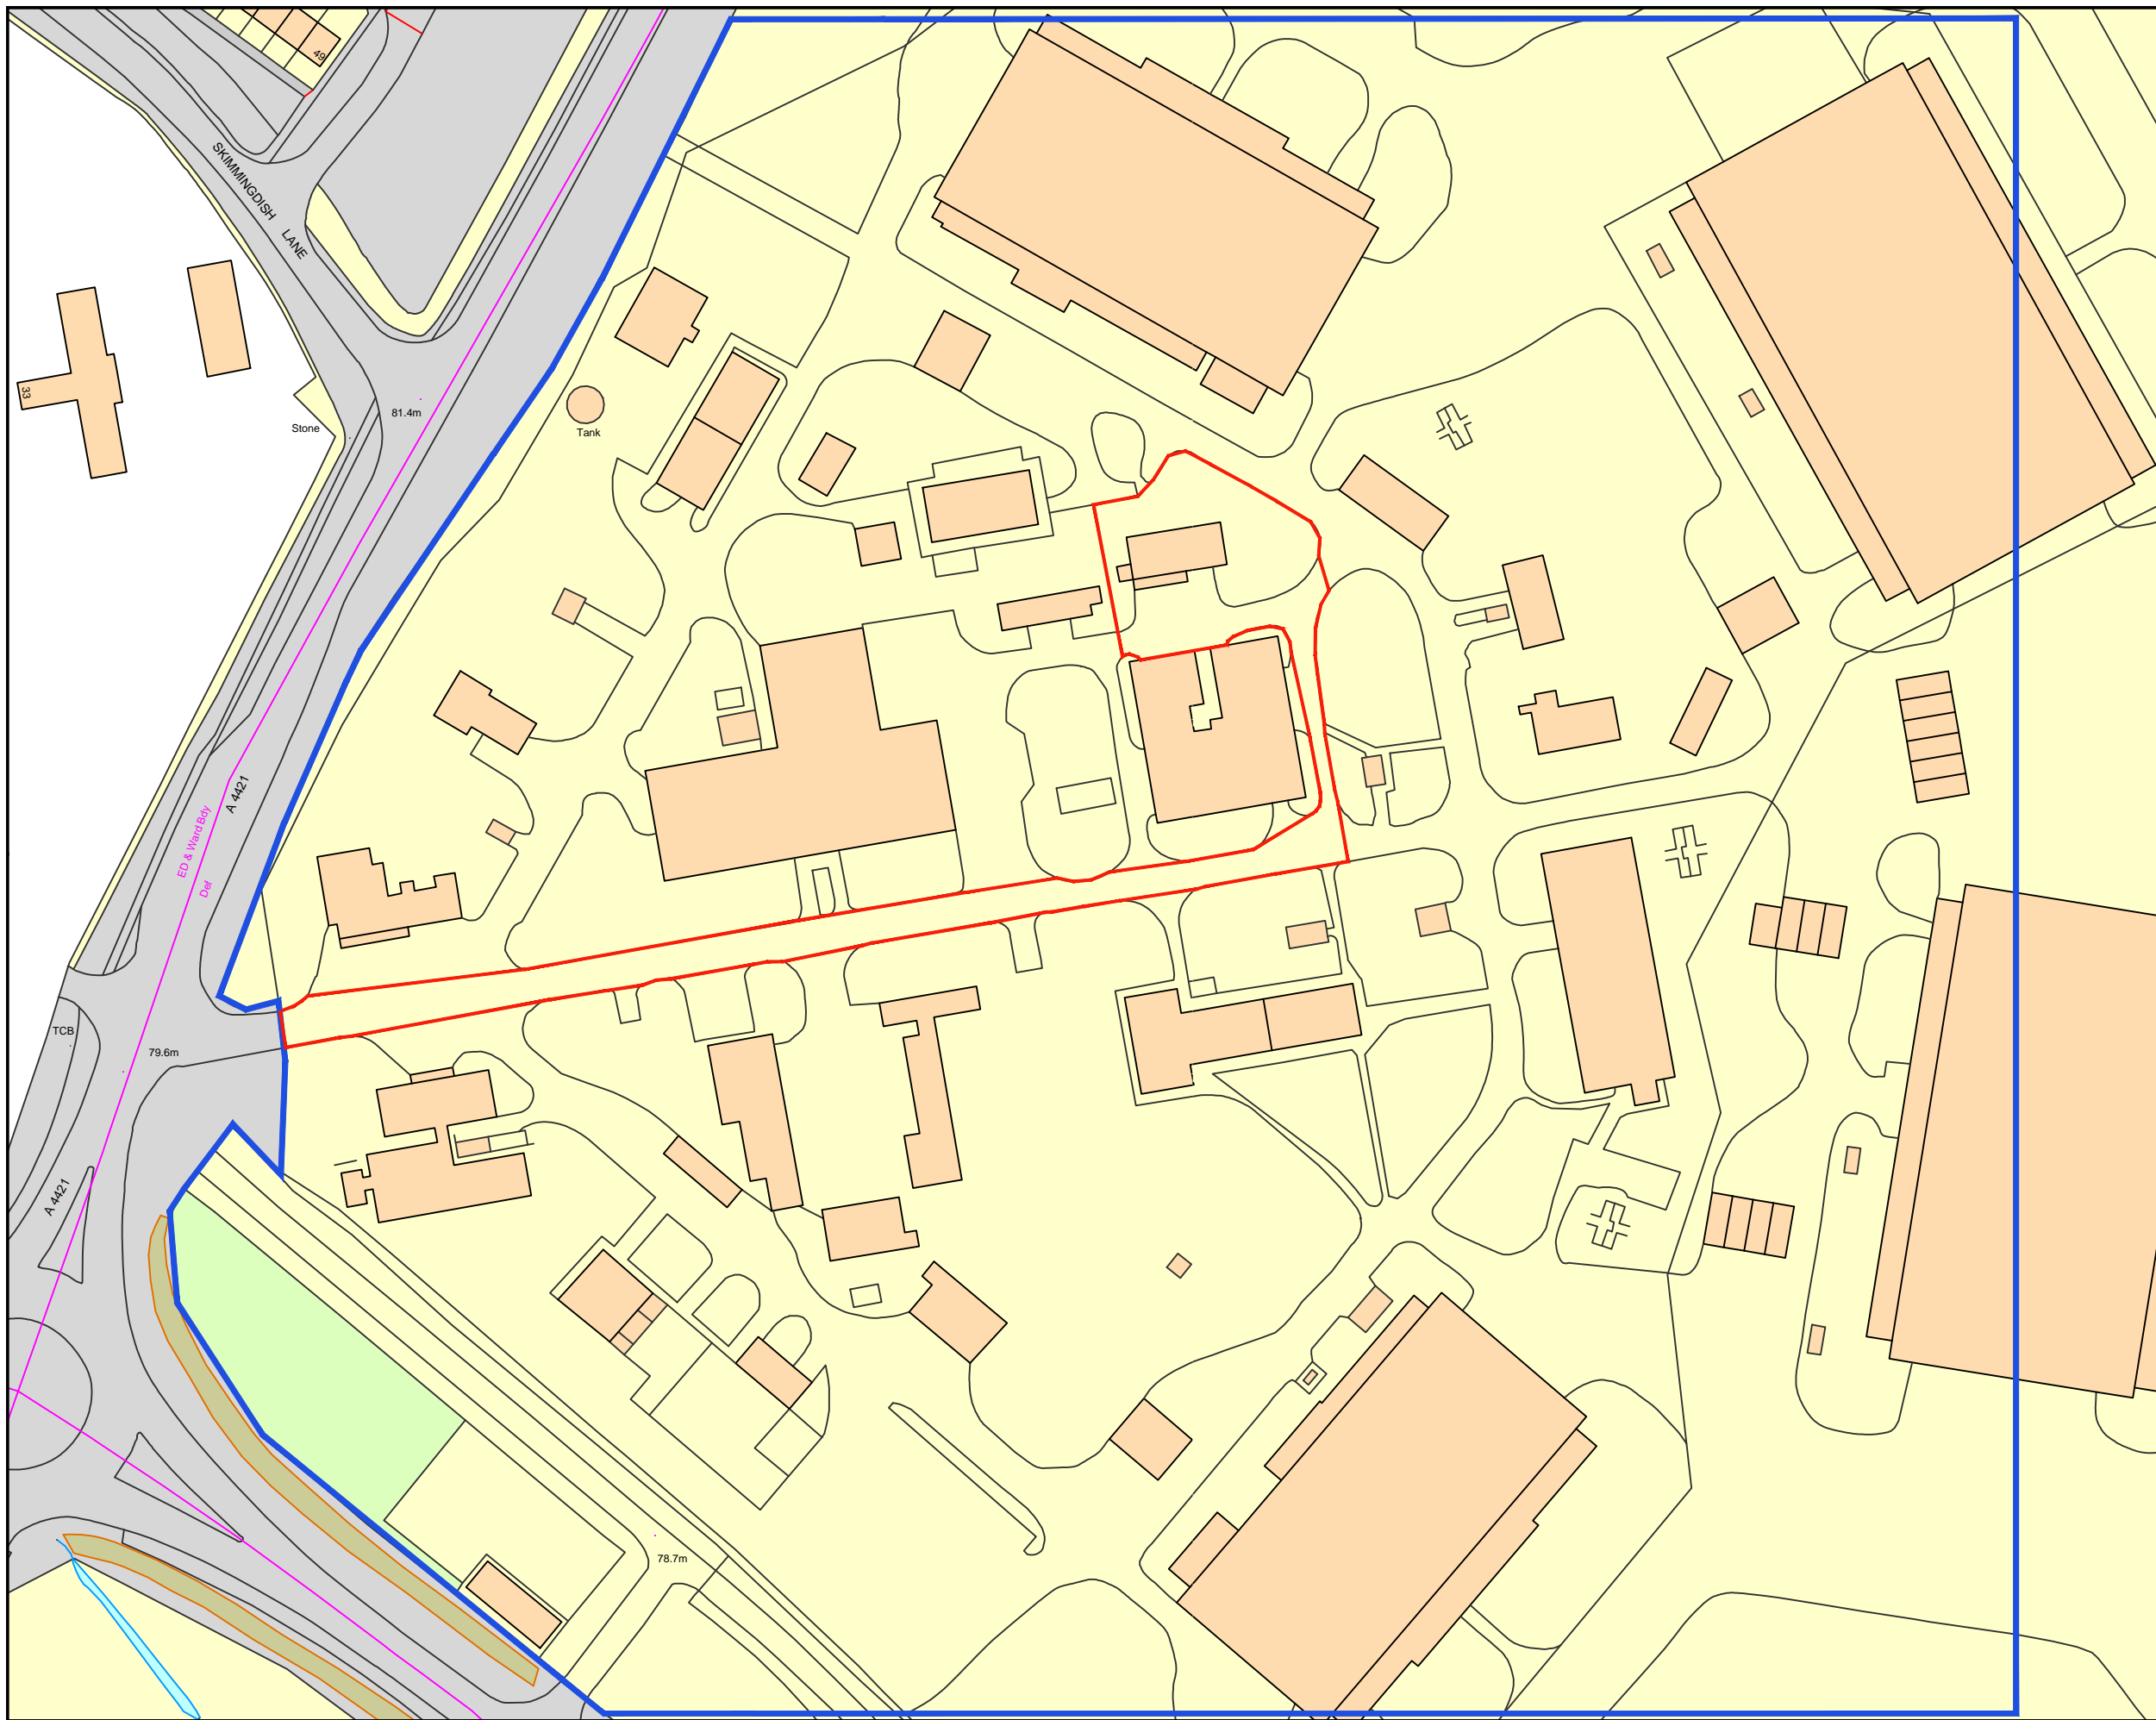 49
SKIMMINGDISH
LANE
33
81.4m
Stone
Tank
A 4421
ED & Ward Bdy
Def
TCB
79.6m
A 4421
78.7m